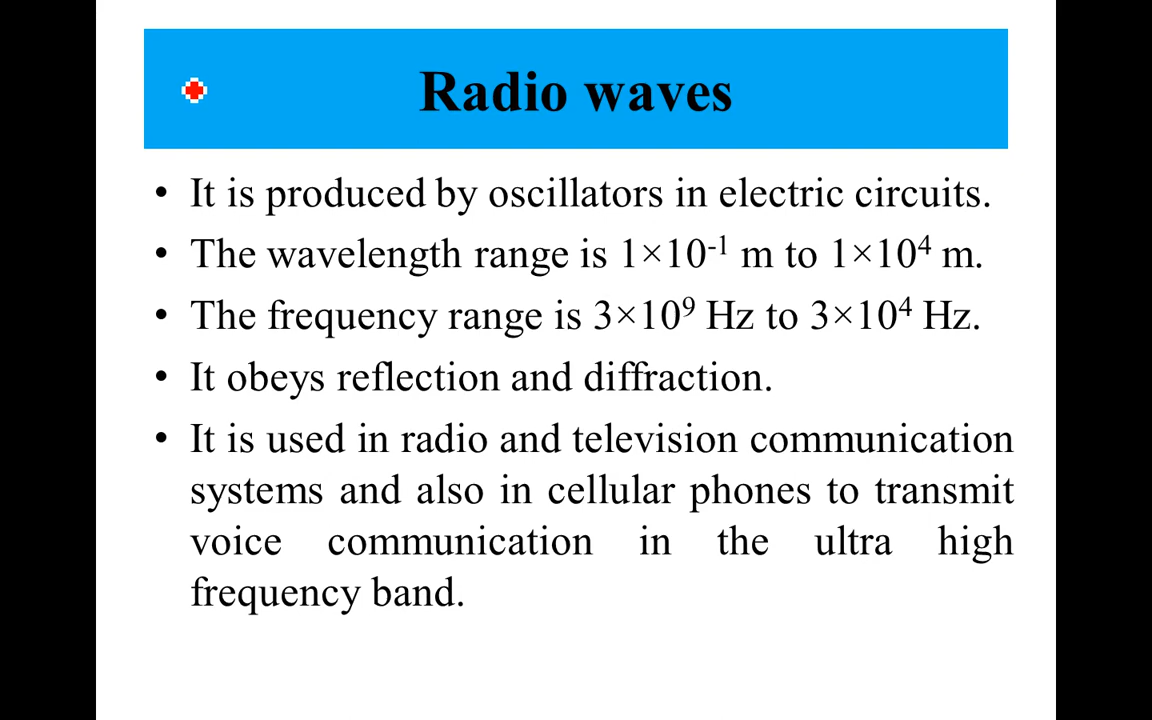 Radio waves
• It is produced by oscillators in electric circuits.
• The wavelength range is 1×10⁻¹ m to 1×10⁴ m.
• The frequency range is 3×10⁹ Hz to 3×10⁴ Hz.
• It obeys reflection and diffraction.
• It is used in radio and television communication
systems and also in cellular phones to transmit
voice communication in the ultra high
frequency band.